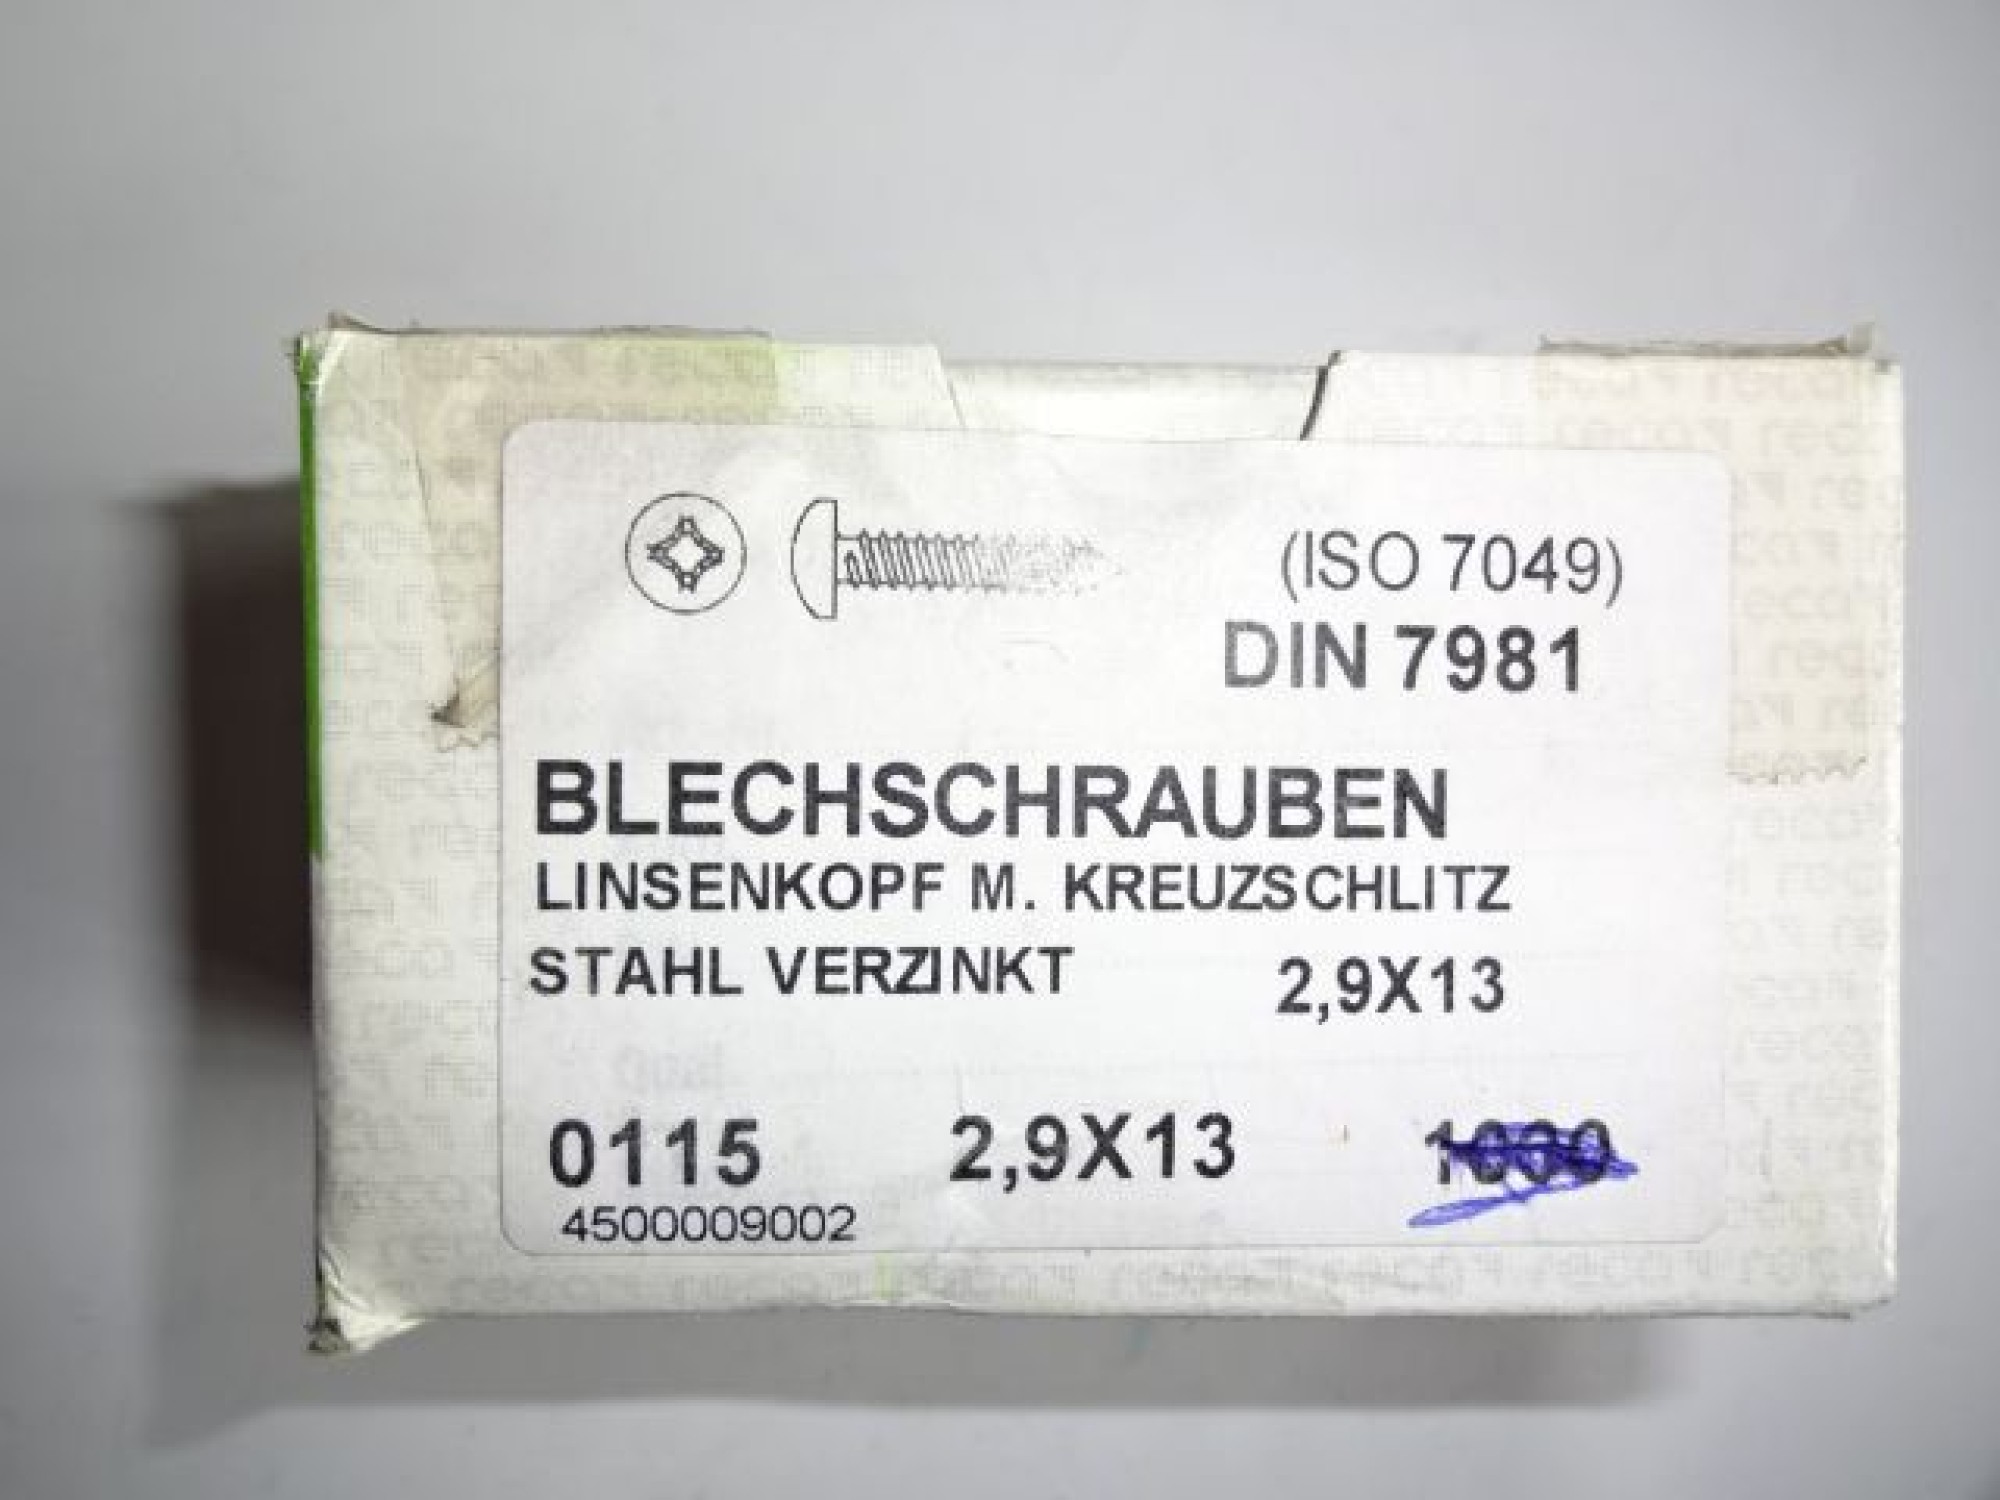 (ISO 7049)
DIN 7981
BLECHSCHRAUBEN
LINSENKOPF M. KREUZSCHLITZ
STAHL VERZINKT 2,9X13
0115 2,9X13
4500009002